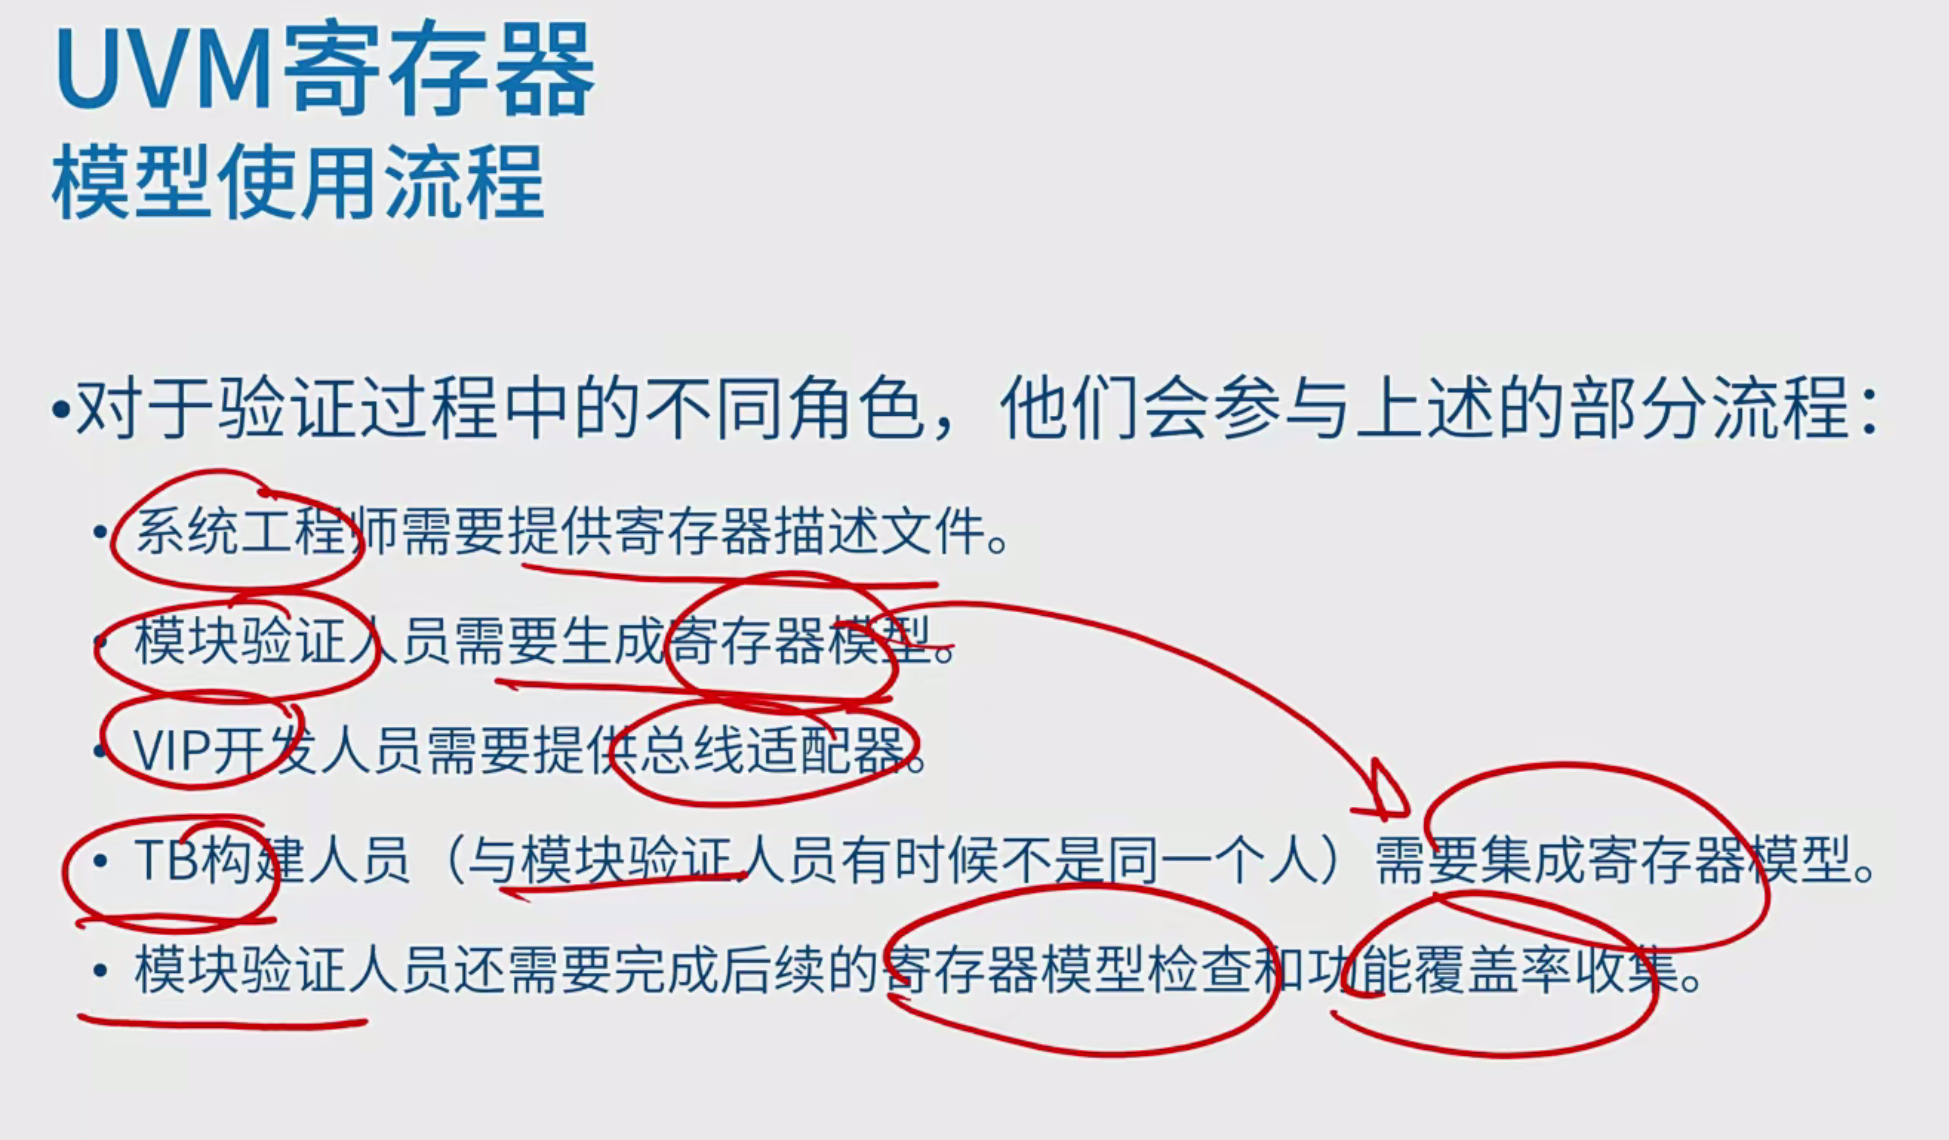 UVM寄存器
模型使用流程
•对于验证过程中的不同角色，他们会参与上述的部分流程：
• 系统工程师需要提供寄存器描述文件。
• 模块验证人员需要生成寄存器模型。
• VIP开发人员需要提供总线适配器。
• TB构建人员（与模块验证人员有时候不是同一个人）需要集成寄存器模型。
• 模块验证人员还需要完成后续的寄存器模型检查和功能覆盖率收集。